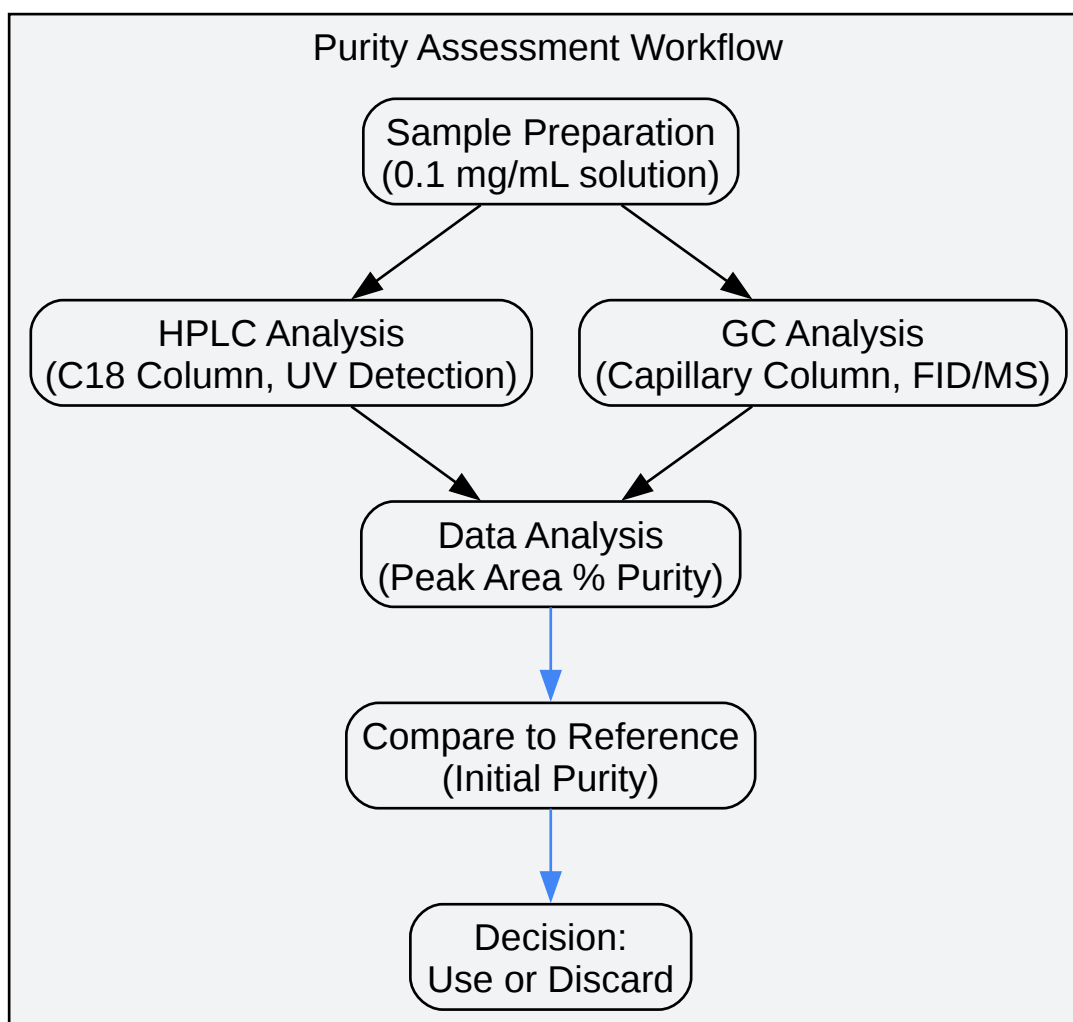 Purity Assessment Workflow
Sample Preparation
(0.1 mg/mL solution)
HPLC Analysis
(C18 Column, UV Detection)
GC Analysis
(Capillary Column, FID/MS)
Data Analysis
(Peak Area % Purity)
Compare to Reference
(Initial Purity)
Decision:
Use or Discard